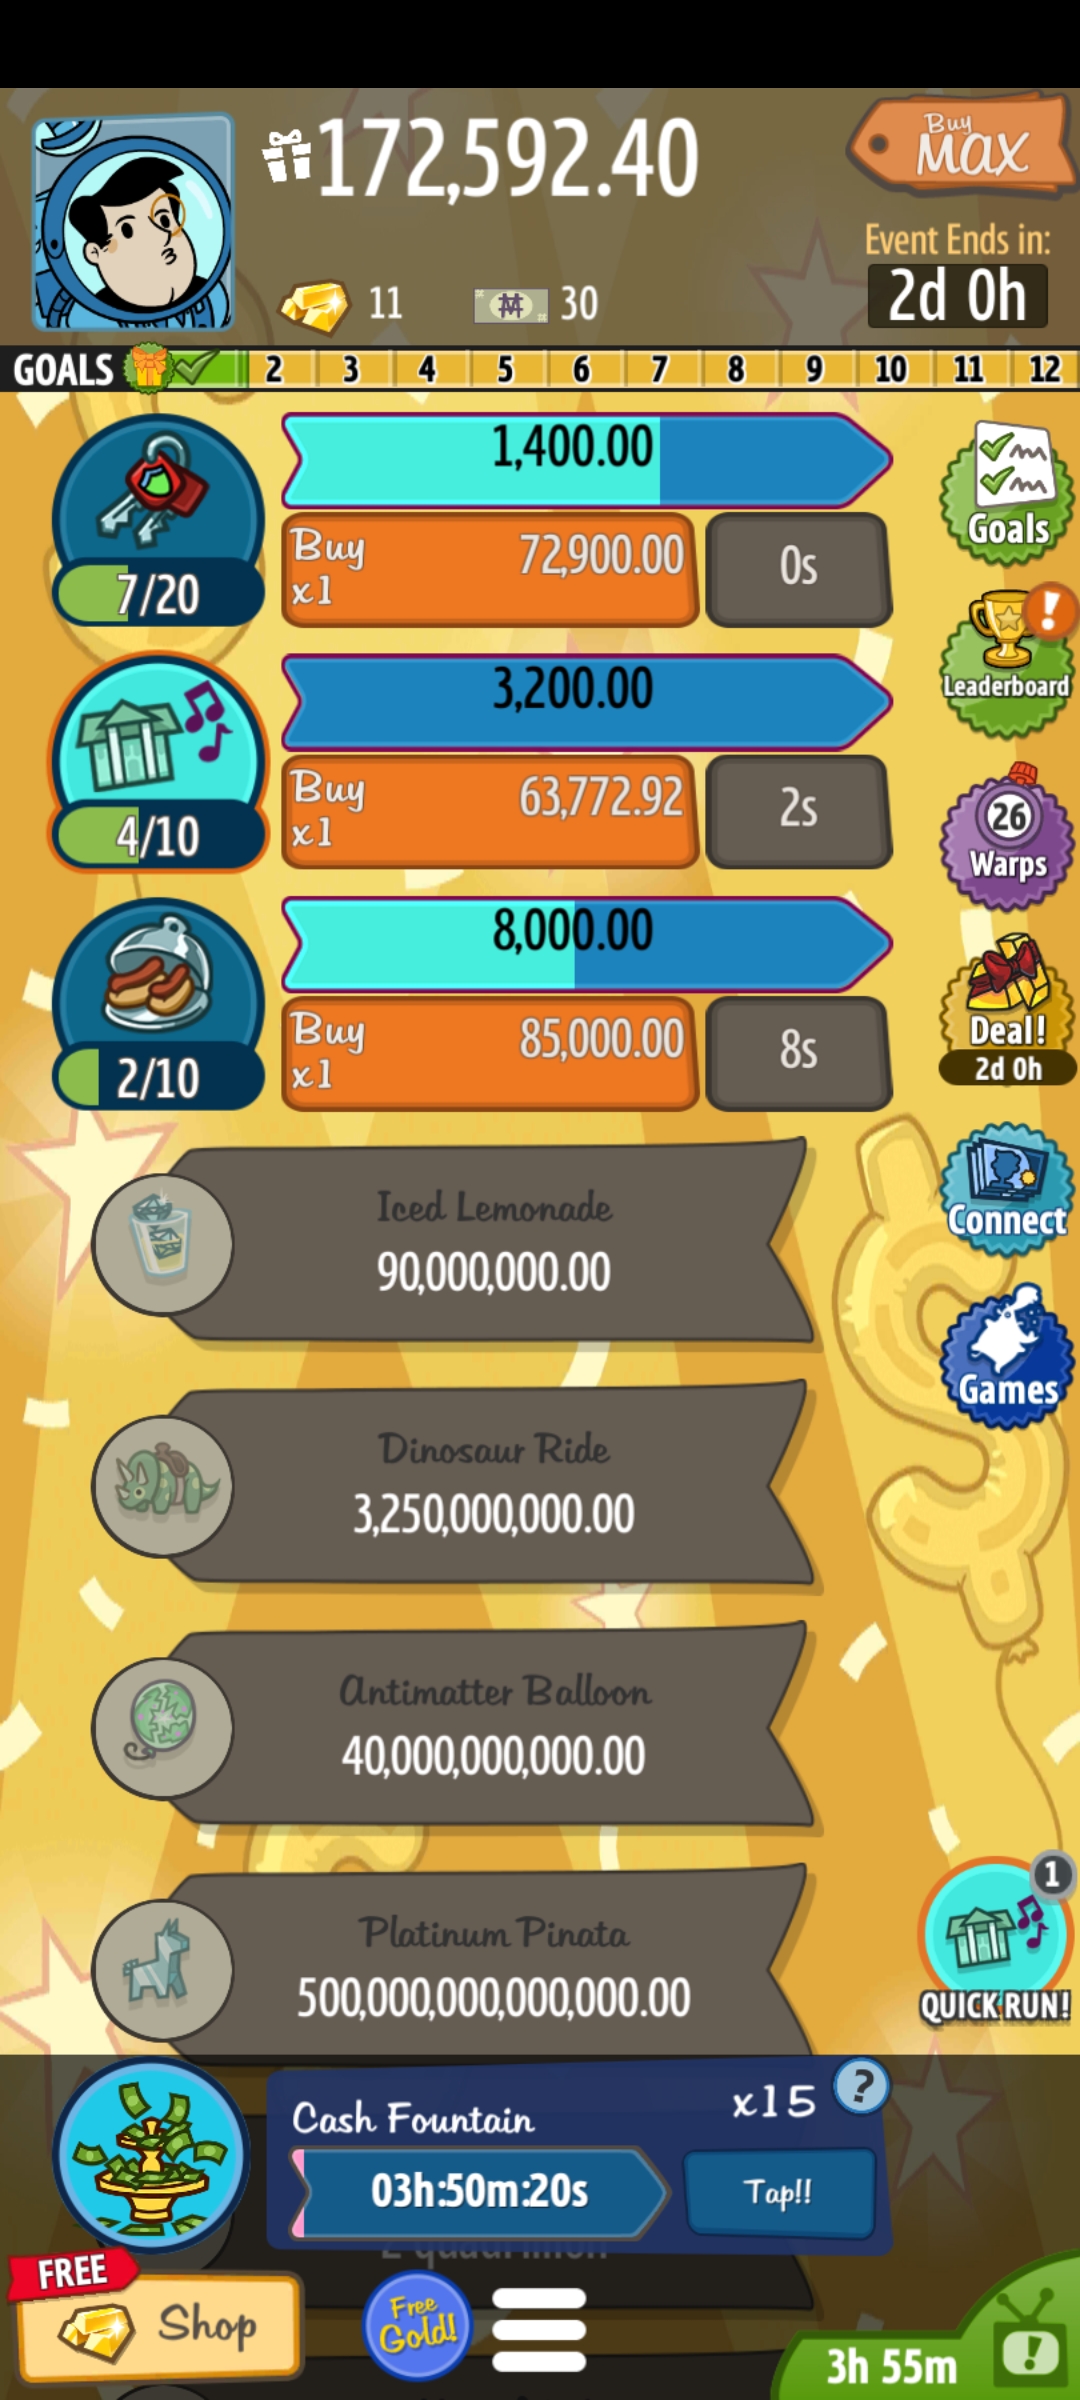 172,592.40
Buy
MAX
Event Ends in:
2d 0h
11
30
GOALS 2 3 4 5 6 7 8 9 10 11 12
1,400.00
Buy
x1
72,900.00
0s
7/20
Goals
3,200.00
Buy
x1
63,772.92
2s
4/10
Leaderboard
26
Warps
8,000.00
Buy
x1
85,000.00
8s
2/10
Deal!
2d 0h
Iced Lemonade
90,000,000.00
Connect
Dinosaur Ride
3,250,000,000.00
Games
Antimatter Balloon
40,000,000,000.00
Platinum Pinata
500,000,000,000,000.00
1
QUICK RUN!
Cash Fountain
x15
?
03h:50m:20s
Tap!!
FREE
Shop
Free
Gold!
3h 55m